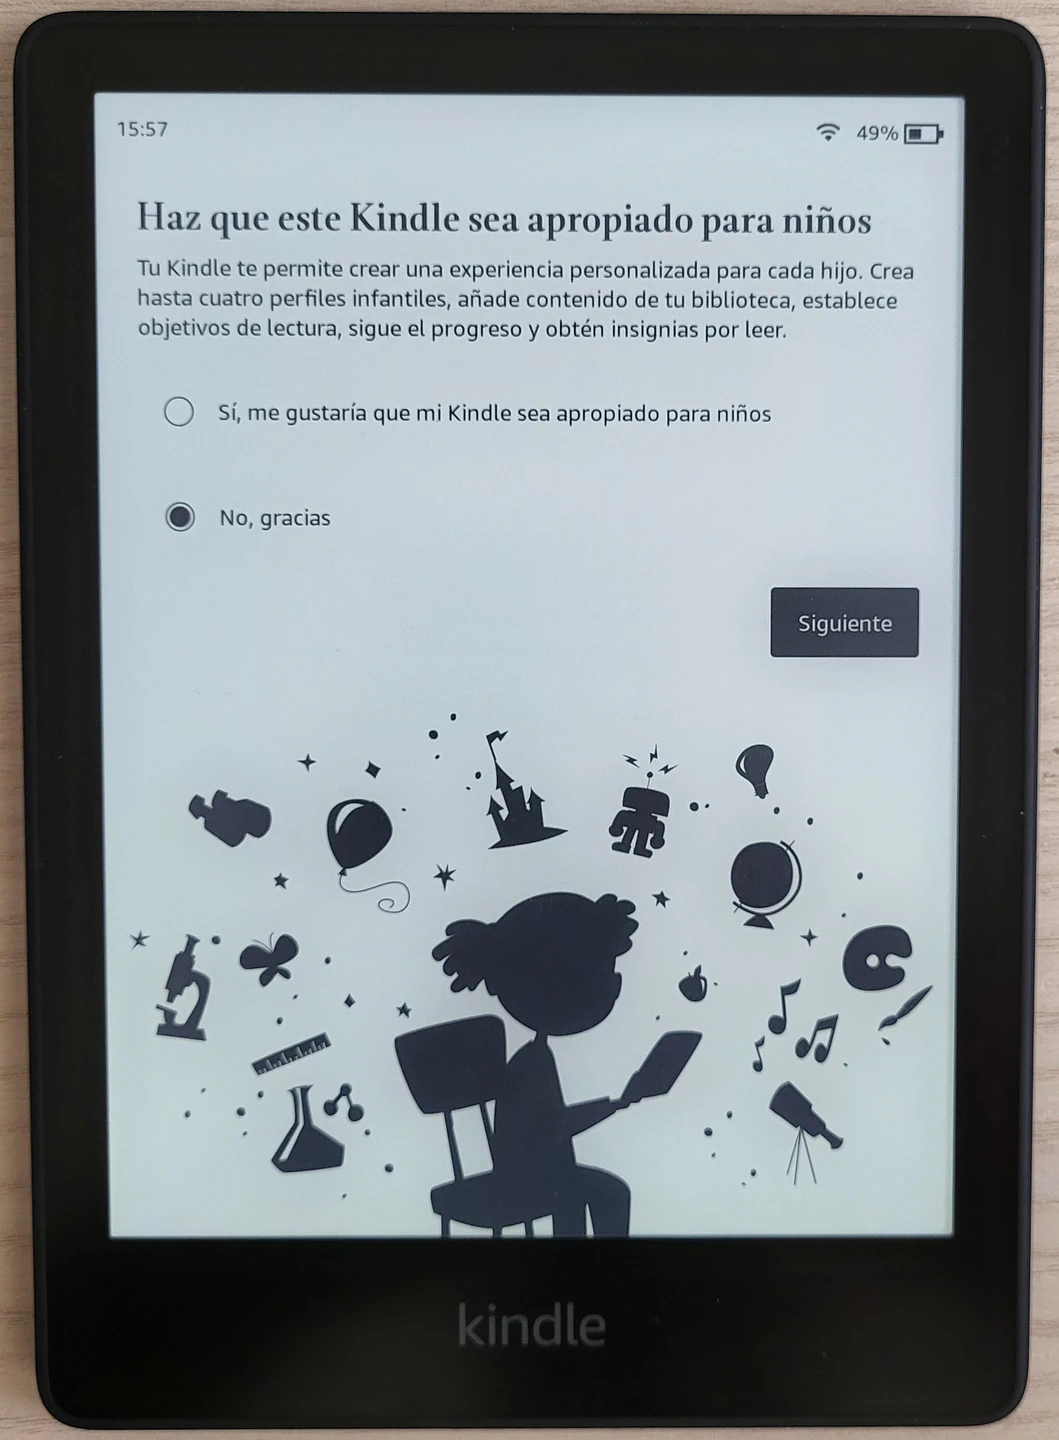 15:57
49%
Haz que este Kindle sea apropiado para niños
Tu Kindle te permite crear una experiencia personalizada para cada hijo. Crea
hasta cuatro perfiles infantiles, añade contenido de tu biblioteca, establece
objetivos de lectura, sigue el progreso y obtén insignias por leer.
Sí, me gustaría que mi Kindle sea apropiado para niños
No, gracias
Siguiente
kindle